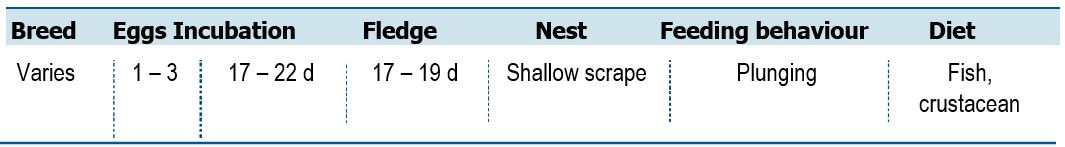 Breed Eggs Incubation Fledge Nest Feeding behaviour Diet
Varies 1 – 3 17 – 22 d 17 – 19 d Shallow scrape Plunging Fish,
crustacean